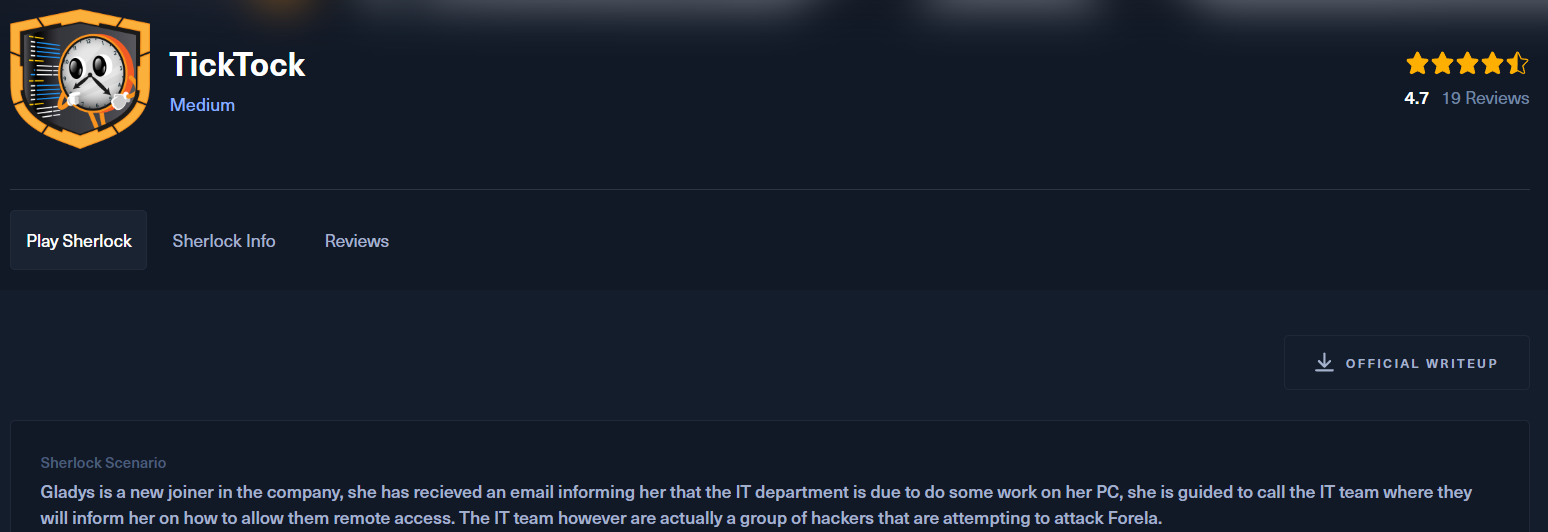 TickTock
Medium
4.7 19 Reviews
Play Sherlock Sherlock Info Reviews
OFFICIAL WRITEUP
Sherlock Scenario
Gladys is a new joiner in the company, she has recieved an email informing her that the IT department is due to do some work on her PC, she is guided to call the IT team where they
will inform her on how to allow them remote access. The IT team however are actually a group of hackers that are attempting to attack Forela.